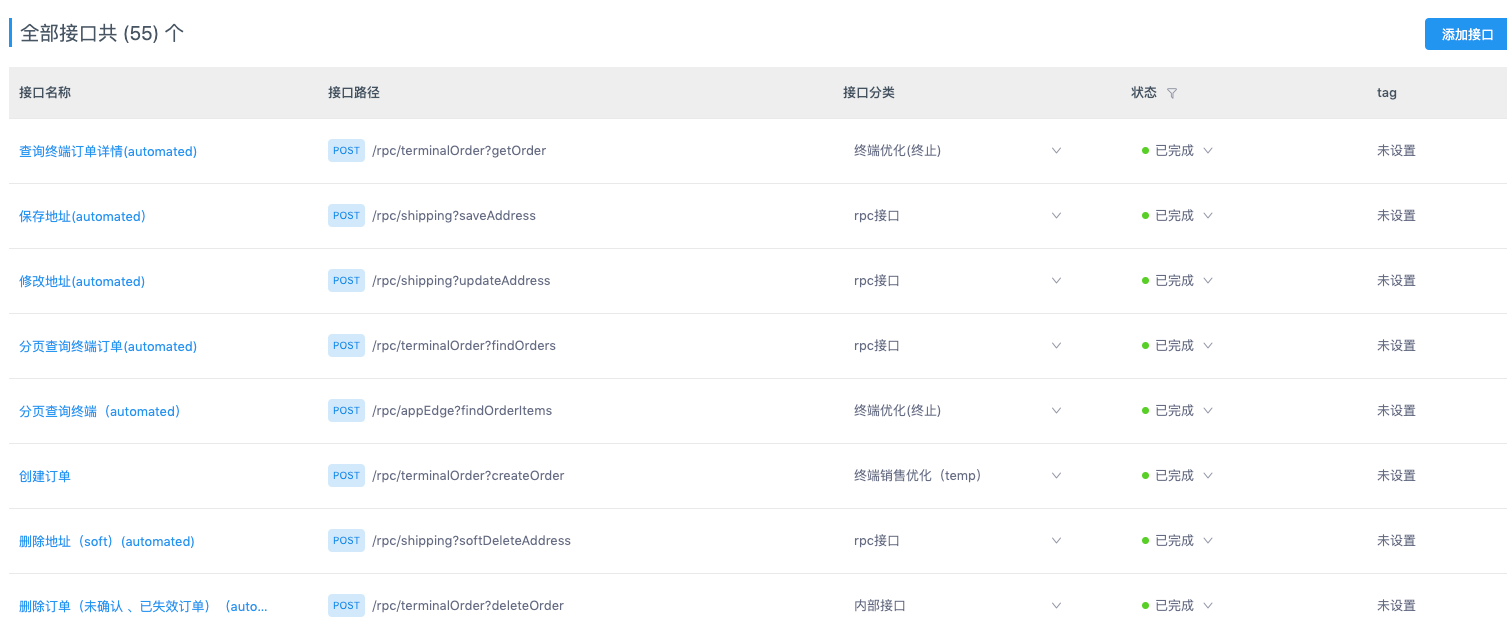 全部接口共 (55) 个
添加接口
接口名称 接口路径 接口分类 状态 tag
查询终端订单详情(automated) POST /rpc/terminalOrder?getOrder 终端优化(终止) 已完成 未设置
保存地址(automated) POST /rpc/shipping?saveAddress rpc接口 已完成 未设置
修改地址(automated) POST /rpc/shipping?updateAddress rpc接口 已完成 未设置
分页查询终端订单(automated) POST /rpc/terminalOrder?findOrders rpc接口 已完成 未设置
分页查询终端（automated） POST /rpc/appEdge?findOrderItems 终端优化(终止) 已完成 未设置
创建订单 POST /rpc/terminalOrder?createOrder 终端销售优化（temp） 已完成 未设置
删除地址（soft）(automated) POST /rpc/shipping?softDeleteAddress rpc接口 已完成 未设置
删除订单（未确认 、已失效订单）（auto... POST /rpc/terminalOrder?deleteOrder 内部接口 已完成 未设置